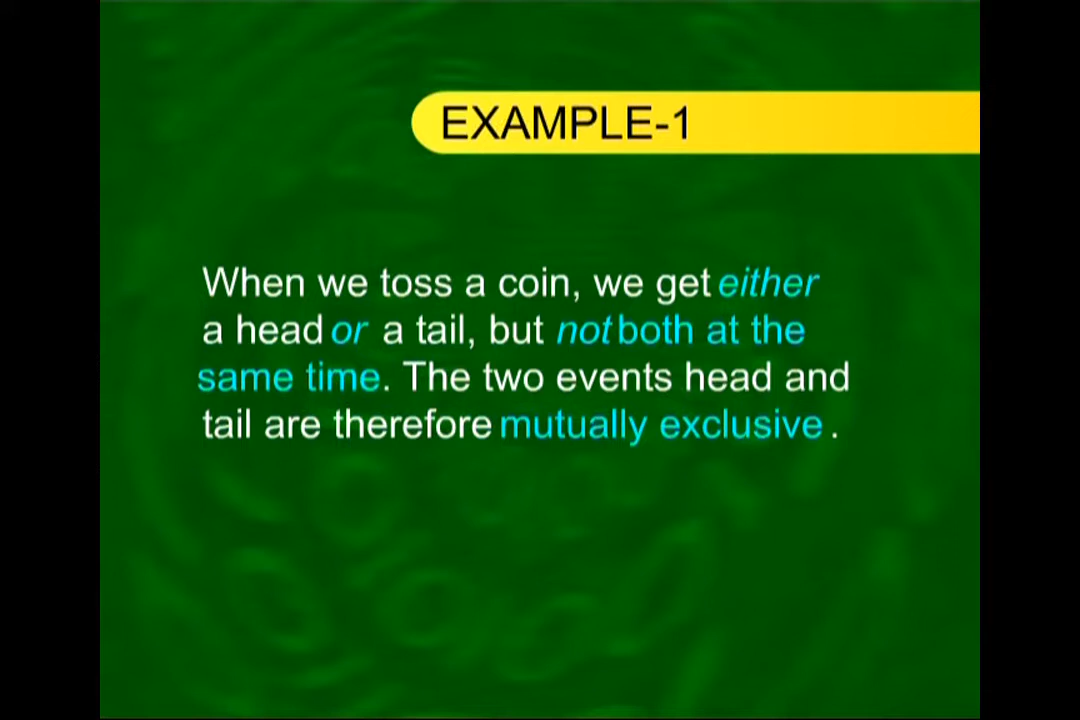 EXAMPLE-1
When we toss a coin, we get either
a head or a tail, but not both at the
same time. The two events head and
tail are therefore mutually exclusive .